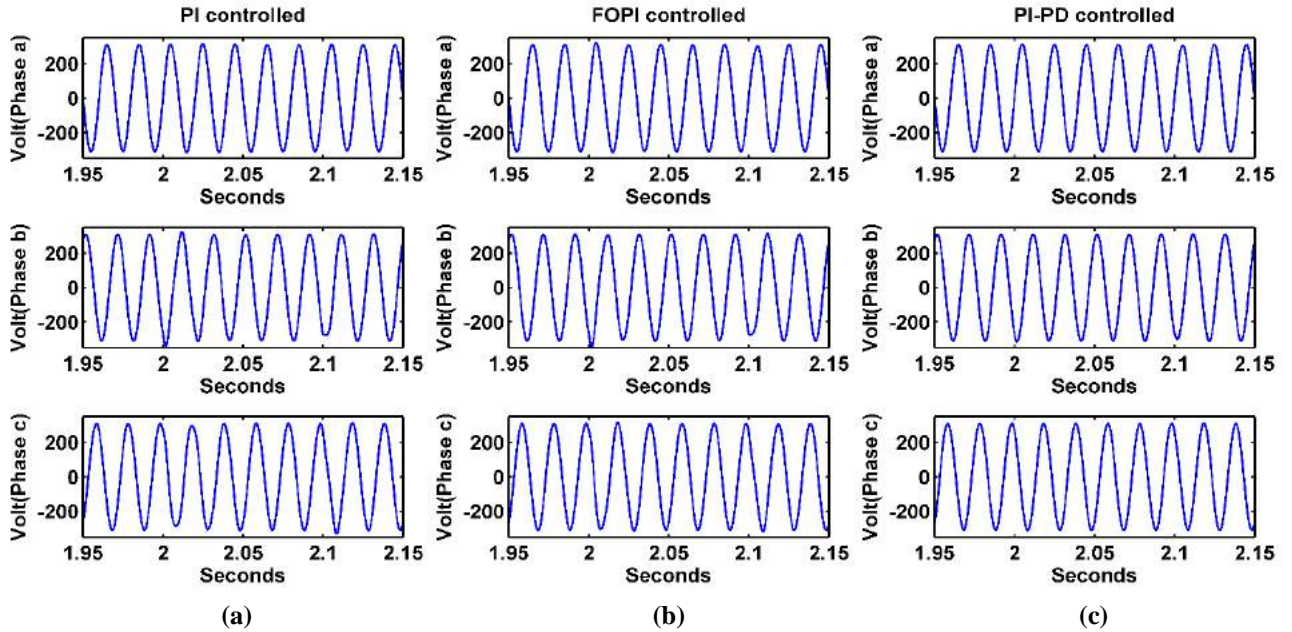 PI controlled
FOPI controlled
PI-PD controlled
Volt(Phase a)
200
0
-200
1.95 2 2.05 2.1 2.15
Seconds
Volt(Phase a)
200
0
-200
1.95 2 2.05 2.1 2.15
Seconds
Volt(Phase a)
200
0
-200
1.95 2 2.05 2.1 2.15
Seconds
Volt(Phase b)
200
0
-200
1.95 2 2.05 2.1 2.15
Seconds
Volt(Phase b)
200
0
-200
1.95 2 2.05 2.1 2.15
Seconds
Volt(Phase b)
200
0
-200
1.95 2 2.05 2.1 2.15
Seconds
Volt(Phase c)
200
0
-200
1.95 2 2.05 2.1 2.15
Seconds
Volt(Phase c)
200
0
-200
1.95 2 2.05 2.1 2.15
Seconds
Volt(Phase c)
200
0
-200
1.95 2 2.05 2.1 2.15
Seconds
(a)
(b)
(c)